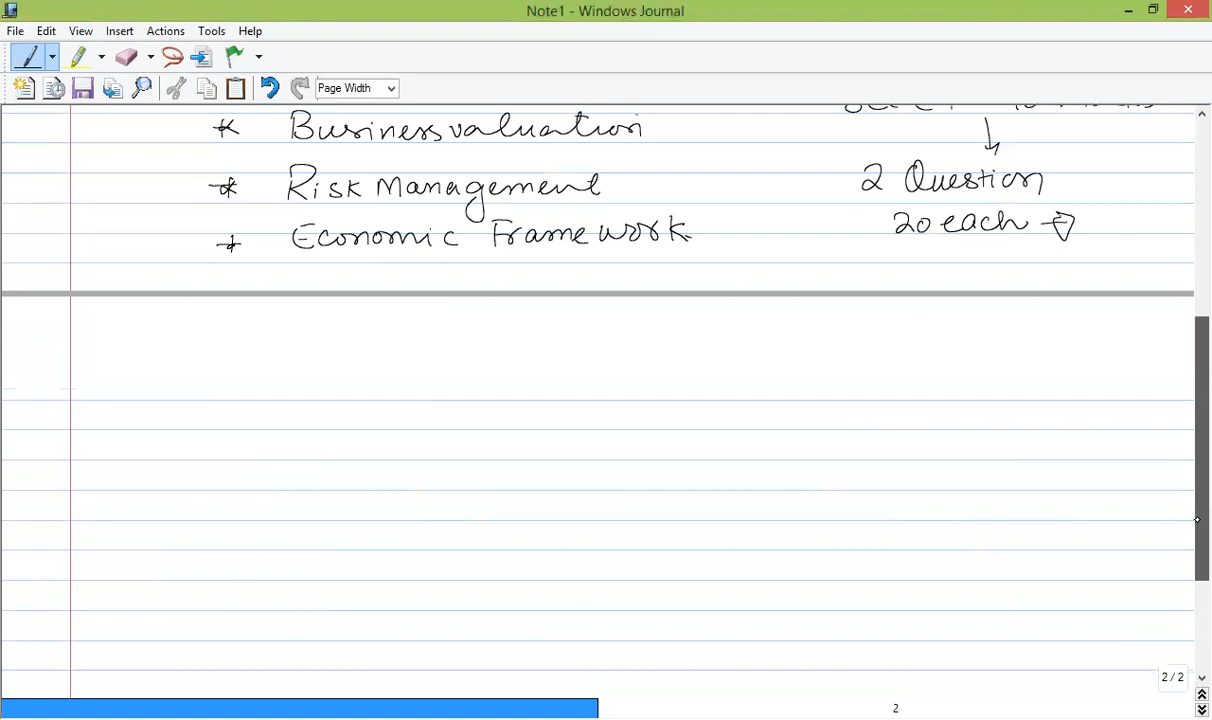 Note1 - Windows Journal
File Edit View Insert Actions Tools Help
Page Width
* Business valuation
* Risk Management
* Economic Framework.
2 Question
20 each
2 / 2
2